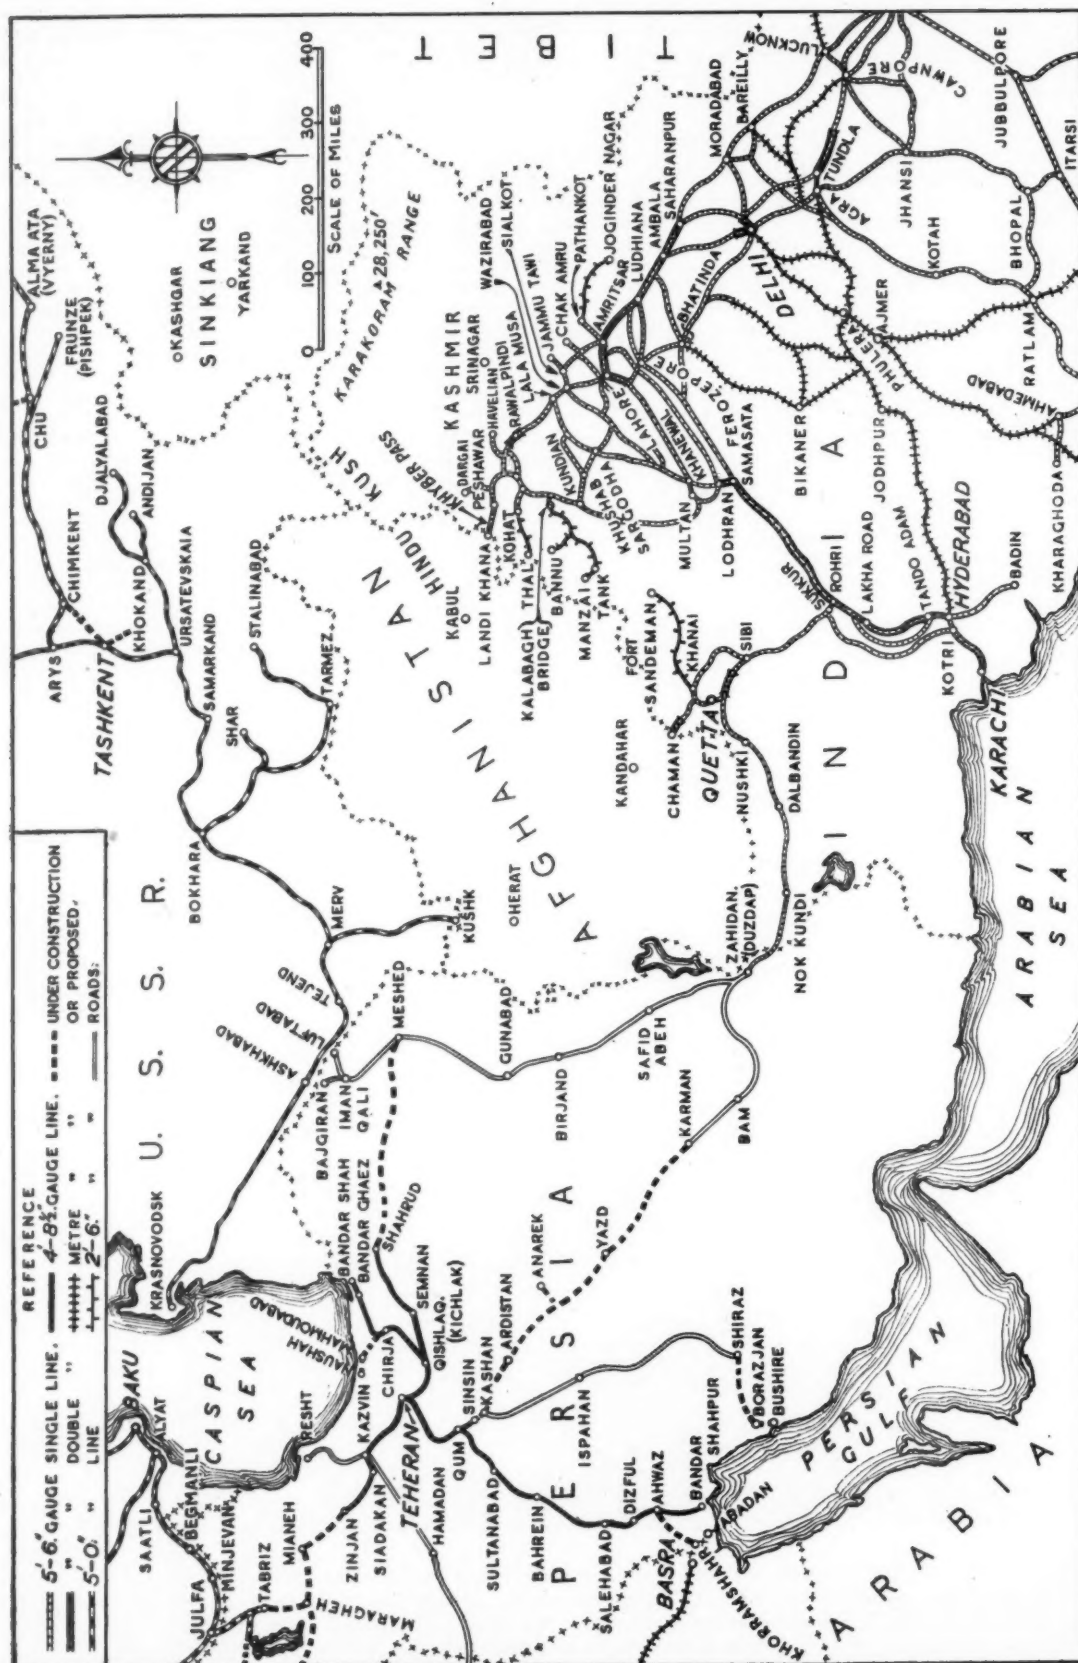 REFERENCE
5'-6" GAUGE SINGLE LINE.
" " DOUBLE "
5'-0" " LINE
4'-8½" GAUGE LINE.
METRE " "
2'-6" " "
UNDER CONSTRUCTION
OR PROPOSED.
ROADS.
U. S. S. R.
KRASNOVODSK
CASPIAN
SEA
BAKU
ALYAT
SAATLI
BEGMANLI
MINJEVAN
JULFA
TABRIZ
MIANEH
MARAGHEH
ZINJAN
SIADAKAN
RESHT
KAZVIN
NAUSHAH
MAHMOUDABAD
CHIRJA
BANDAR SHAH
BANDAR GHAEZ
SHAHRUD
SEMNAN
QISHLAQ.
(KICHLAK)
TEHERAN
HAMADAN
QUM
SINSIN
KASHAN
ARDISTAN
ANAREK
YAZD
SULTANABAD
ISPAHAN
BAHREIN
SALEHABAD
DIZFUL
AHWAZ
BANDAR
SHAHPUR
ABADAN
BASRA
KHORRAMSHAHR
SHIRAZ
BORAZJAN
BUSHIRE
PERSIAN
GULF
ARABIA
PERSIA
BAJGIRAN
IMAN
QALI
ASHKHABAD
LUFTABAD
TEJEND
MESHED
GUNABAD
BIRJAND
SAFID
ABEH
KARMAN
BAM
ZAHIDAN.
(DUZDAP)
NOK KUNDI
DALBANDIN
NUSHKI
MERV
KUSHK
HERAT
BOKHARA
SHAR
SAMARKAND
TARMEZ
STALINABAD
URSATEVSKAIA
KHOKAND
ANDIJAN
DJALYALABAD
TASHKENT
ARYS
CHIMKENT
CHU
FRUNZE
(PISHPEK)
ALMA ATA
(VYERNY)
KASHGAR
SINKIANG
YARKAND
0 100 200 300 400
SCALE OF MILES
TIBET
KARAKORAM RANGE
28,250'
HINDU KUSH
AFGHANISTAN
KABUL
KANDAHAR
KHYBER PASS
KASHMIR
SRINAGAR
HAVELIAN
RAWALPINDI
LALA MUSA
WAZIRABAD
SIALKOT
JAMMU TAWI
CHAK AMRU
PATHANKOT
JOGINDER NAGAR
AMRITSAR
LUDHIANA
AMBALA
SAHARANPUR
MORADABAD
BAREILLY
LUCKNOW
CAWNPORE
TUNDLA
AGRA
JHANSI
JUBBULPORE
ITARSI
BHOPAL
KOTAH
RATLAM
DARGAI
PESHAWAR
LANDI KHANA
KOHAT
THAL
KALABAGH
BRIDGE
BANNU
MANZAI
TANK
KUNDIAN
KHUSHAB
SARGODHA
LAHORE
KHANEWAL
FEROZEPORE
BHATINDA
DELHI
MULTAN
LODHRAN
SAMASATA
BIKANER
PHULERA
AJMER
JODHPUR
AHMEDABAD
FORT
SANDEMAN
KHANAI
CHAMAN
QUETTA
SIBI
SUKKUR
ROHRI
LAKHA ROAD
TANDO ADAM
HYDERABAD
KOTRI
BADIN
KHARAGHODA
KARACHI
INDIA
ARABIAN
SEA